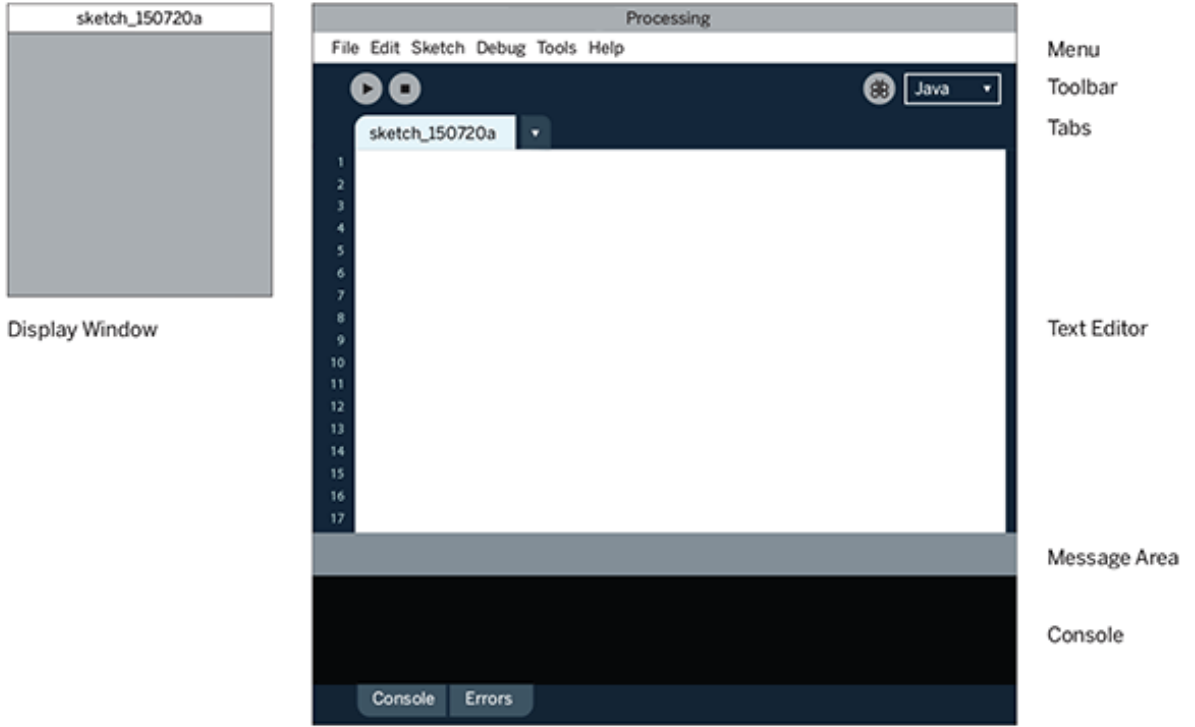 sketch_150720a
Display Window
Processing
File Edit Sketch Debug Tools Help
Java
sketch_150720a
1
2
3
4
5
6
7
8
9
10
11
12
13
14
15
16
17
Console Errors
Menu
Toolbar
Tabs
Text Editor
Message Area
Console